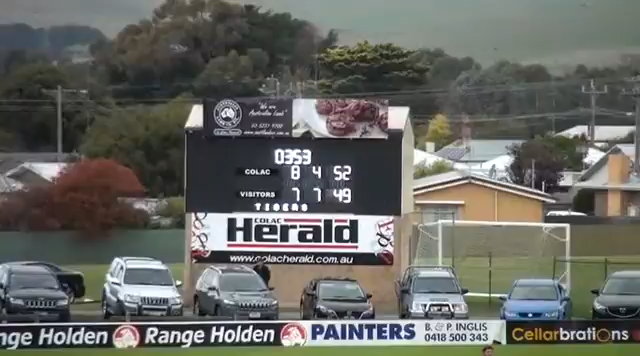 We are
Australian Lamb
0353
COLAC 8 4 52
VISITORS 7 7 49
TIGERS
COLAC
Herald
www.colacherald.com.au
Range Holden Range Holden PAINTERS B. & P. INGLIS
0418 500 343 Cellarbrations